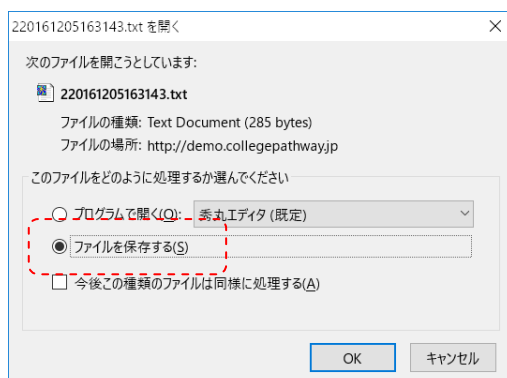 220161205163143.txt を開く
次のファイルを開こうとしています:
220161205163143.txt
ファイルの種類: Text Document (285 bytes)
ファイルの場所: http://demo.collegepathway.jp
このファイルをどのように処理するか選んでください
プログラムで開く(O): 秀丸エディタ (既定)
ファイルを保存する(S)
今後この種類のファイルは同様に処理する(A)
OK キャンセル